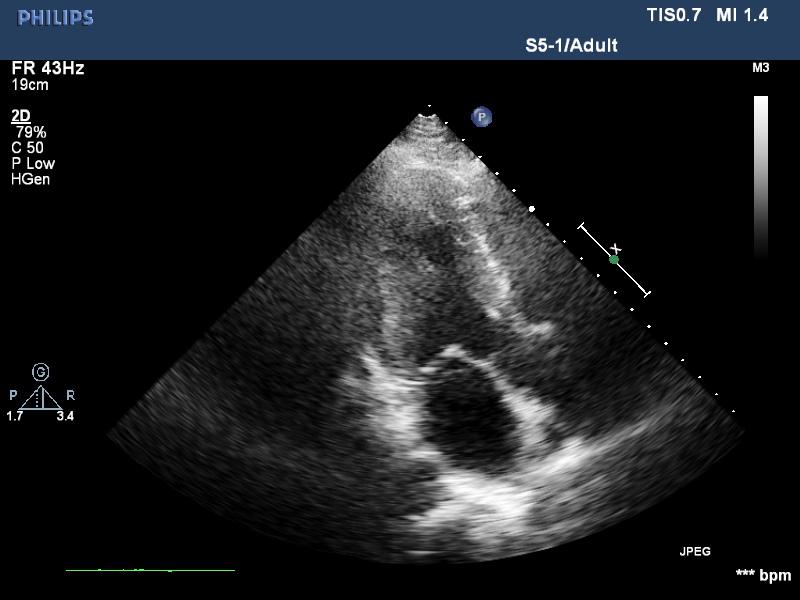 PHILIPS
TIS0.7 MI 1.4
S5-1/Adult
FR 43Hz
19cm
M3
2D
79%
C 50
P Low
HGen
P
X
G
P R
1.7 3.4
JPEG
*** bpm